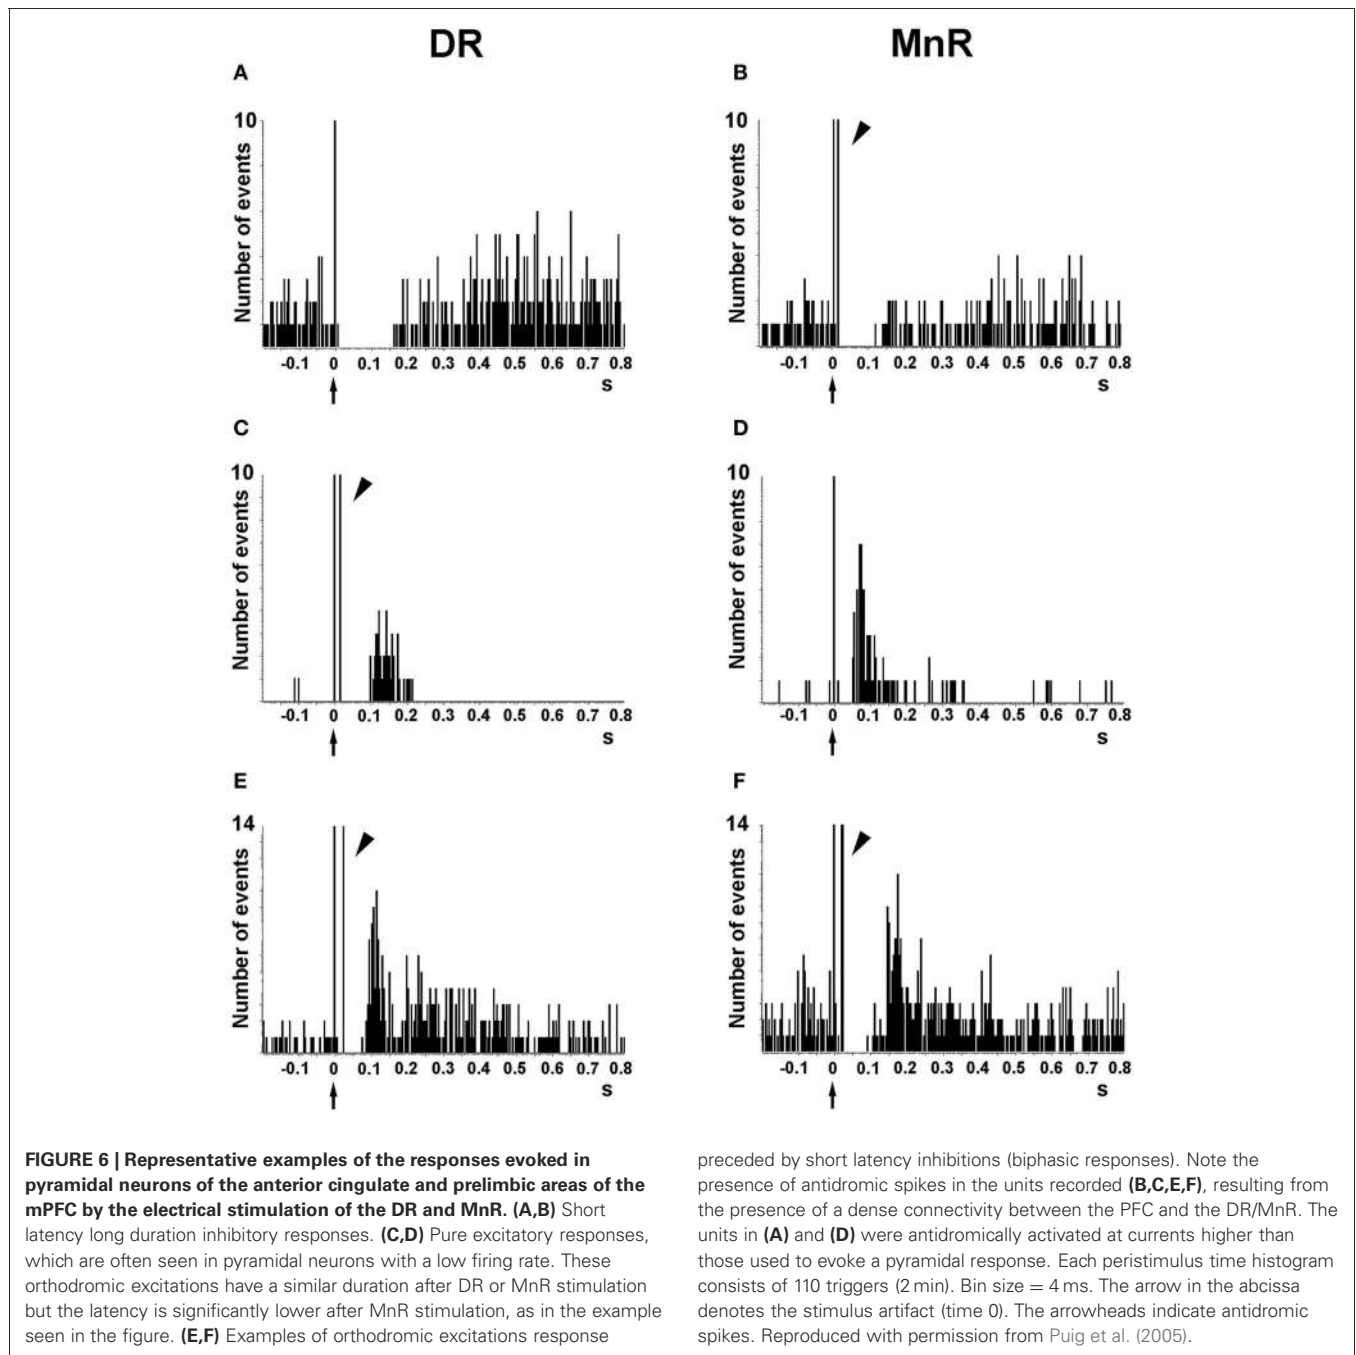 DR
MnR
A
10
Number of events
-0.1 0 0.1 0.2 0.3 0.4 0.5 0.6 0.7 0.8
s
B
10
Number of events
-0.1 0 0.1 0.2 0.3 0.4 0.5 0.6 0.7 0.8
s
C
10
Number of events
-0.1 0 0.1 0.2 0.3 0.4 0.5 0.6 0.7 0.8
s
D
10
Number of events
-0.1 0 0.1 0.2 0.3 0.4 0.5 0.6 0.7 0.8
s
E
14
Number of events
-0.1 0 0.1 0.2 0.3 0.4 0.5 0.6 0.7 0.8
s
F
14
Number of events
-0.1 0 0.1 0.2 0.3 0.4 0.5 0.6 0.7 0.8
s
FIGURE 6 | Representative examples of the responses evoked in
pyramidal neurons of the anterior cingulate and prelimbic areas of the
mPFC by the electrical stimulation of the DR and MnR. (A,B) Short
latency long duration inhibitory responses. (C,D) Pure excitatory responses,
which are often seen in pyramidal neurons with a low firing rate. These
orthodromic excitations have a similar duration after DR or MnR stimulation
but the latency is significantly lower after MnR stimulation, as in the example
seen in the figure. (E,F) Examples of orthodromic excitations response
preceded by short latency inhibitions (biphasic responses). Note the
presence of antidromic spikes in the units recorded (B,C,E,F), resulting from
the presence of a dense connectivity between the PFC and the DR/MnR. The
units in (A) and (D) were antidromically activated at currents higher than
those used to evoke a pyramidal response. Each peristimulus time histogram
consists of 110 triggers (2 min). Bin size = 4 ms. The arrow in the abcissa
denotes the stimulus artifact (time 0). The arrowheads indicate antidromic
spikes. Reproduced with permission from Puig et al. (2005).